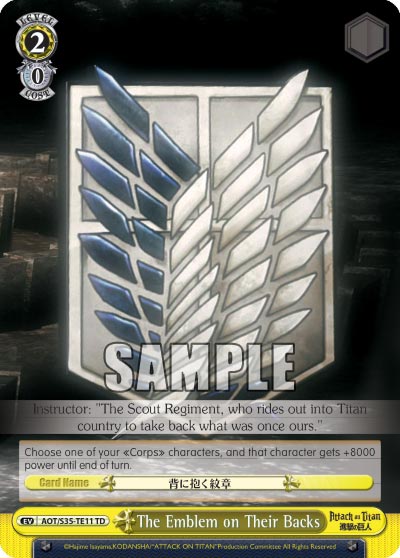 LEVEL
2
0
COST
SAMPLE
Instructor: "The Scout Regiment, who rides out into Titan
country to take back what was once ours."
Choose one of your «Corps» characters, and that character gets +8000
power until end of turn.
Card Name 背に抱く紋章
EV AOT/S35-TE11 TD The Emblem on Their Backs Attack on Titan
進撃の巨人
©Hajime Isayama,KODANSHA/"ATTACK ON TITAN"Production Committee. All Rights Reserved.